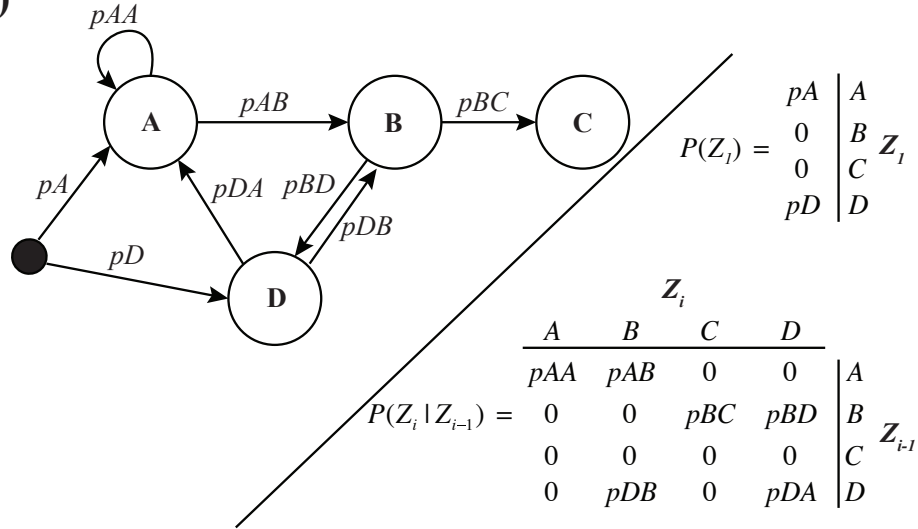 )
pAA
A
pAB
B
pBC
C
pA
pDA
pBD
pDB
pD
D
P(Z₁) =
pA A
0 B
0 C
pD D
Z₁
Zᵢ
A B C D
pAA pAB 0 0 A
P(Zᵢ | Zᵢ₋₁) = 0 0 pBC pBD B
0 0 0 0 C
0 pDB 0 pDA D
Zᵢ₋₁